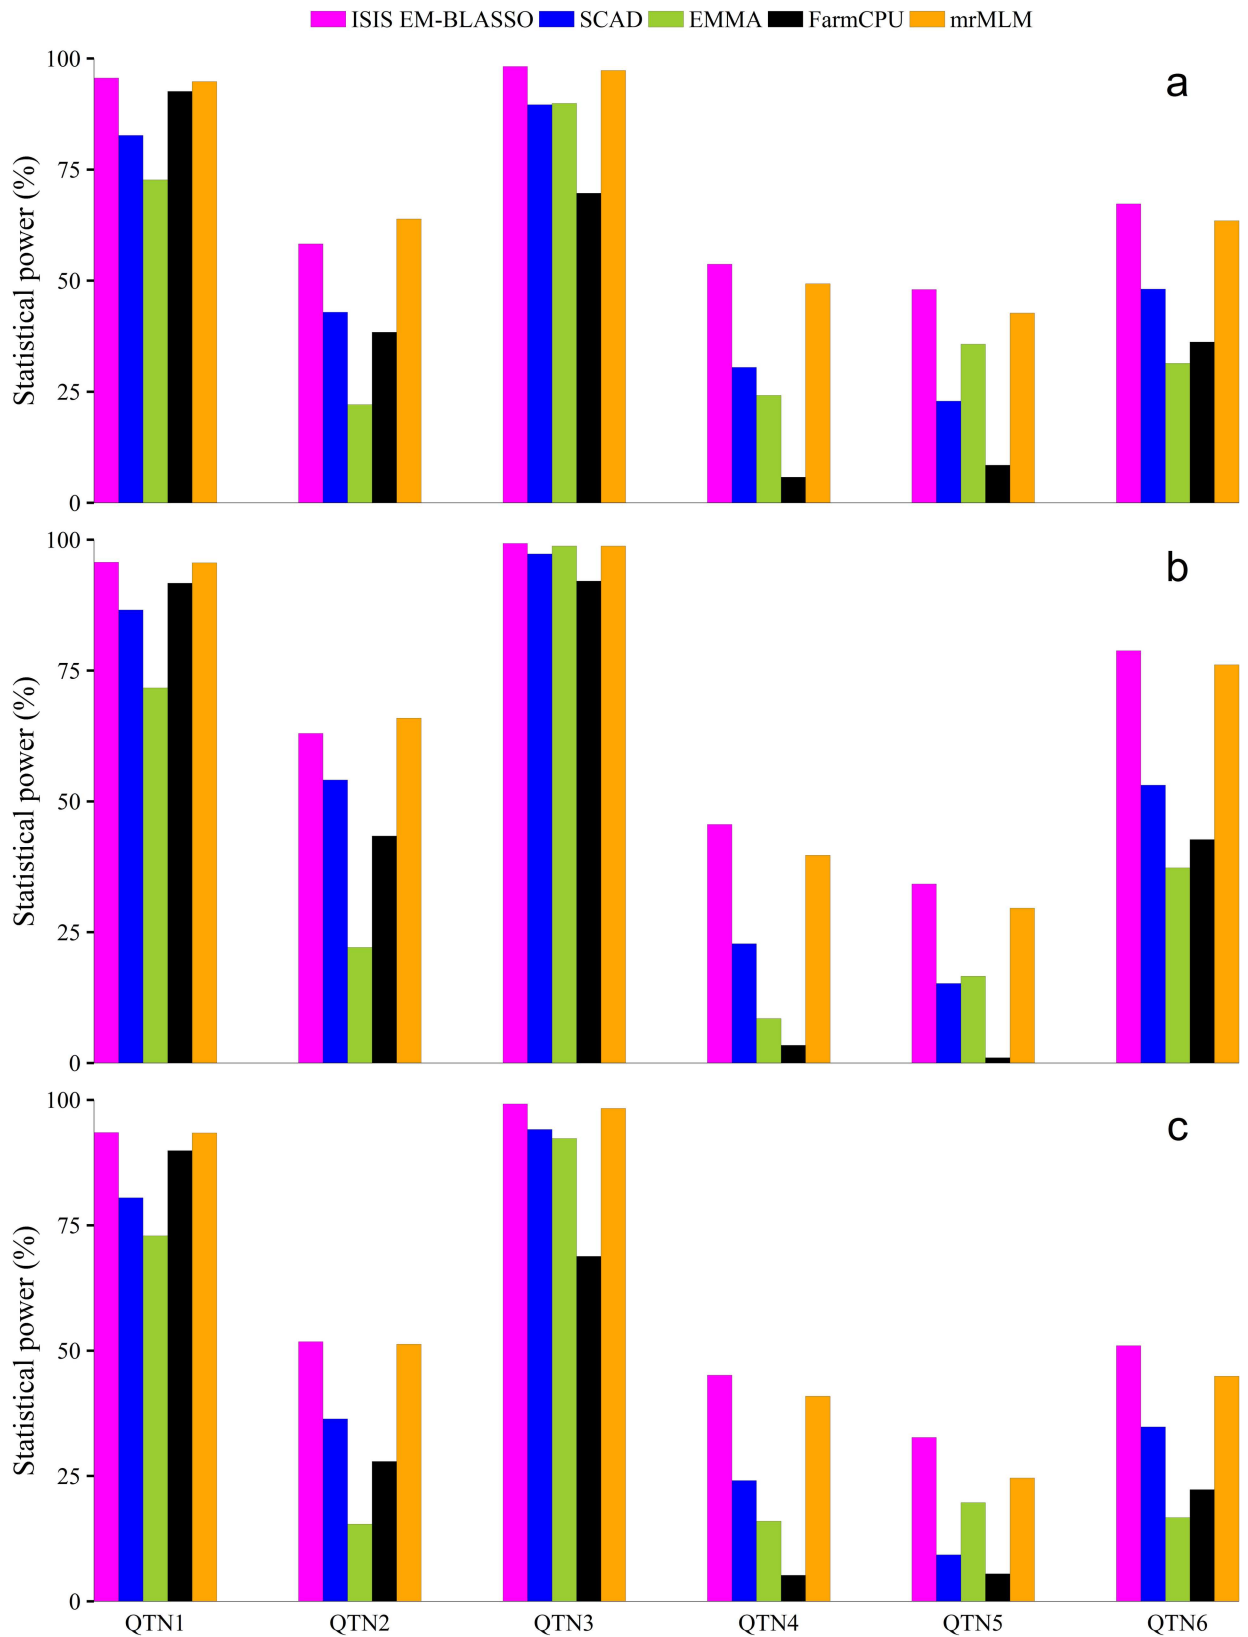 ISIS EM-BLASSO SCAD EMMA FarmCPU mrMLM
a
Statistical power (%)
100
75
50
25
0
b
Statistical power (%)
100
75
50
25
0
c
Statistical power (%)
100
75
50
25
0
QTN1 QTN2 QTN3 QTN4 QTN5 QTN6